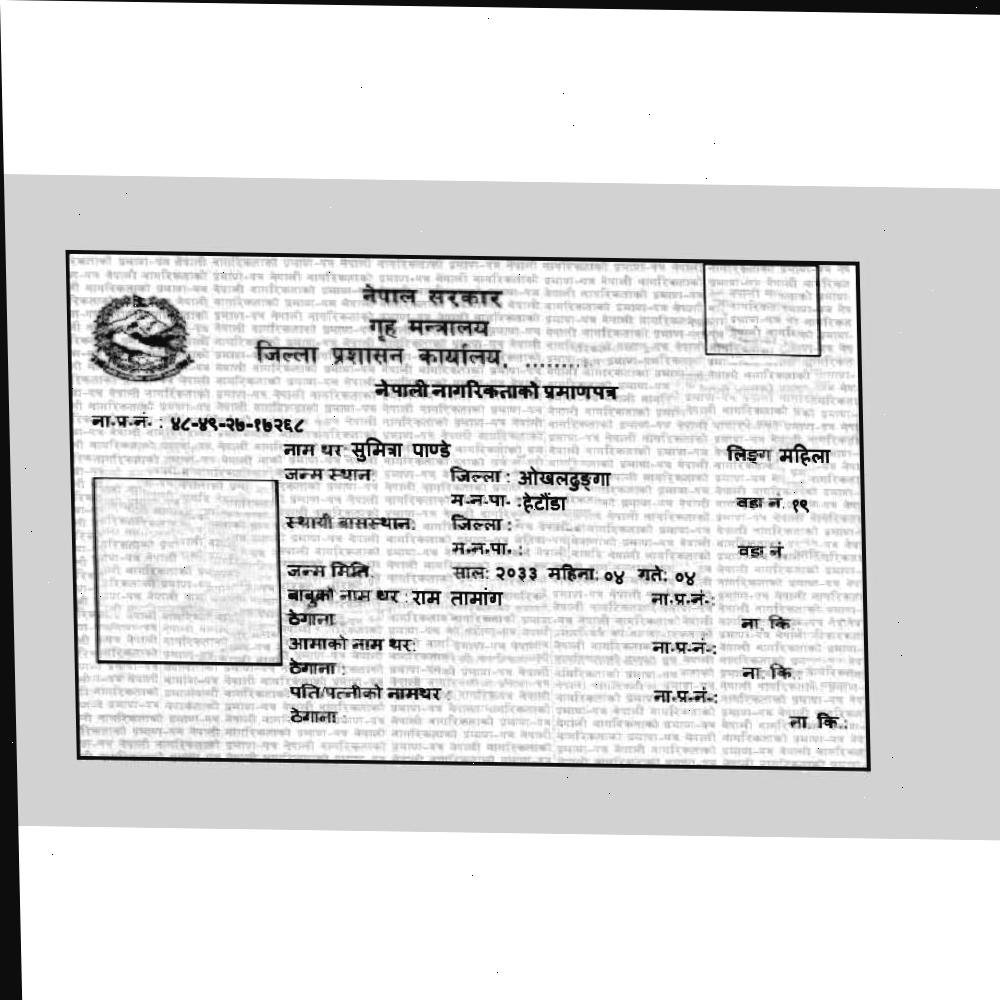 नेपाल सरकार
गृह मन्त्रालय
जिल्ला प्रशासन कार्यालय. ........
नेपाली नागरिकताको प्रमाणपत्र
ना.प्र.नं. : ४८-४९-२७-१७२६८
नाम थर सुमित्रा पाण्डे लिङ्ग महिला
जन्म स्थान जिल्ला : ओखलढुङ्गा
म.न.पा. : हेटौंडा वडा नं. १९
स्थायी बासस्थान: जिल्ला :
म.न.पा. : वडा नं.
जन्म मिति साल: २०३३ महिना: ०४ गते: ०४
बाबुको नाम थर : राम तामांग ना.प्र.नं.:
ठेगाना ना. कि.
आमाको नाम थर: ना.प्र.नं.:
ठेगाना : ना. कि.:
पति/पत्नीको नामथर : ना.प्र.नं.:
ठेगाना : ना. कि.: